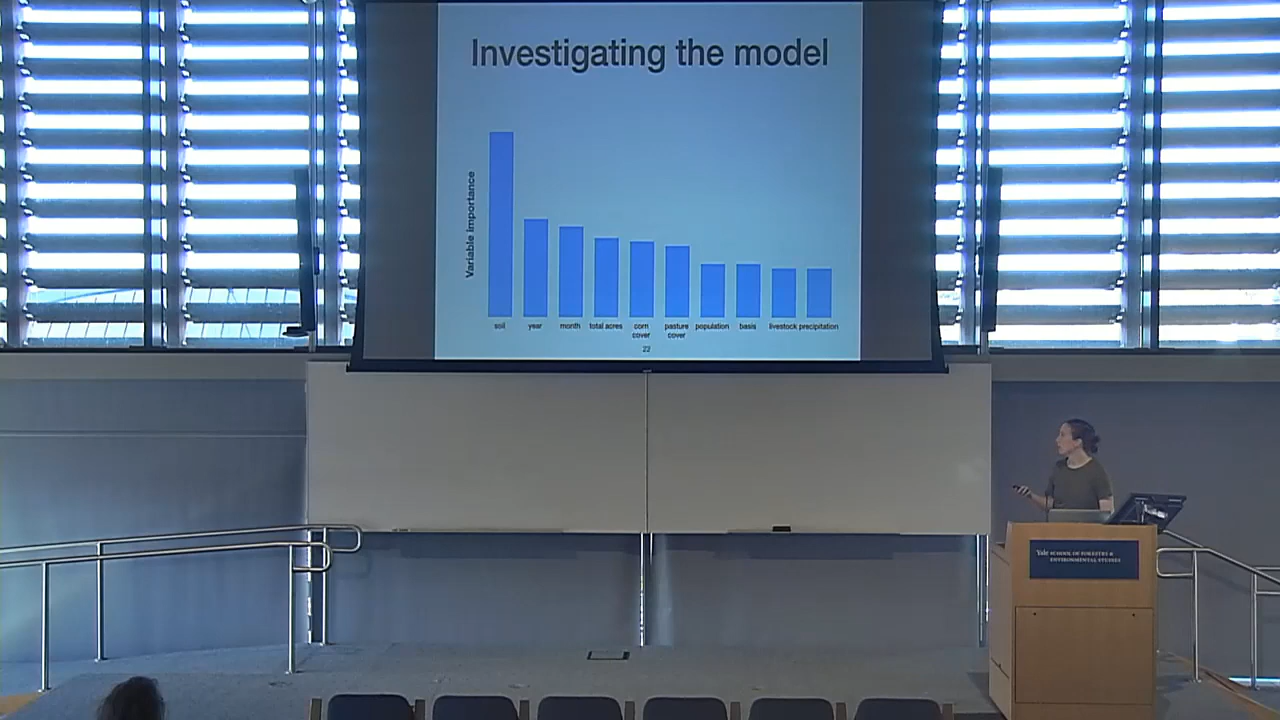 Investigating the model
Variable importance
soil
year
month
total acres
corn
cover
pasture
cover
population
basis
livestock
precipitation
22
Yale SCHOOL OF FORESTRY &
ENVIRONMENTAL STUDIES